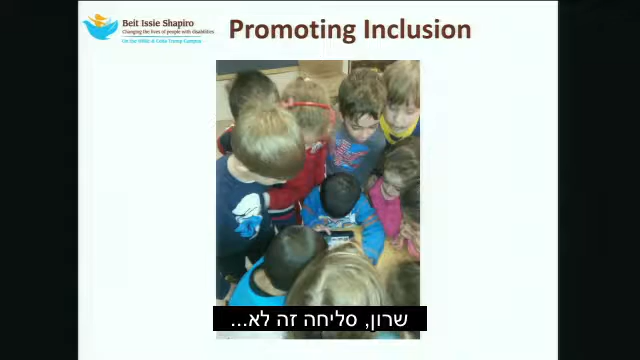 Beit Issie Shapiro
Changing the lives of people with disabilities
Promoting Inclusion
שרון, סליחה זה לא...